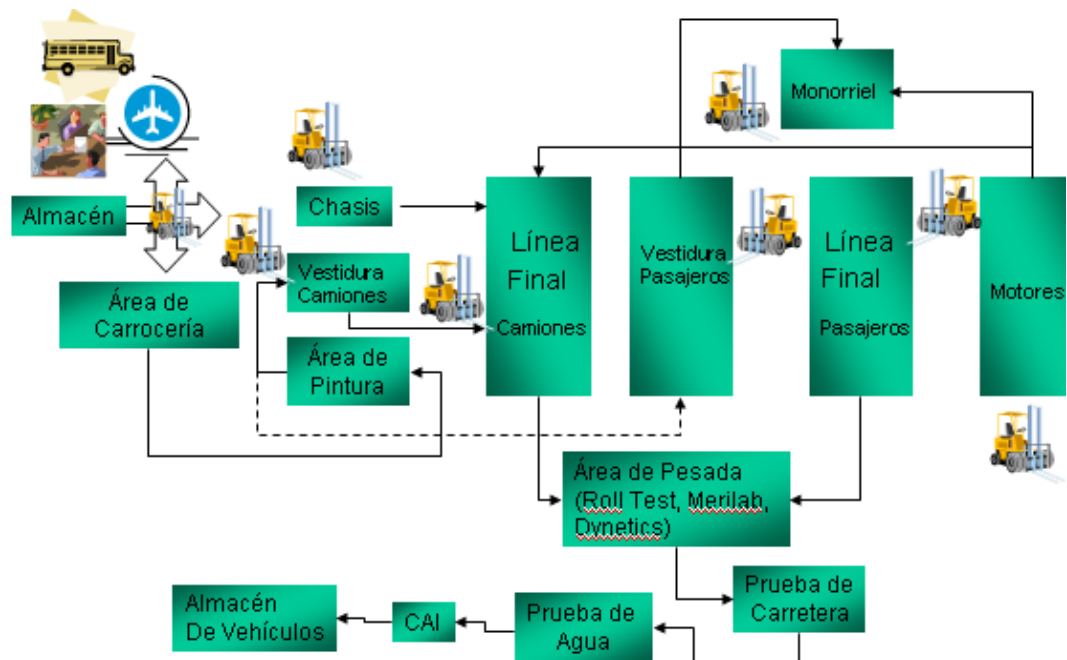 Monorriel
Almacén
Chasis
Línea
Final
Camiones
Vestidura
Pasajeros
Línea
Final
Pasajeros
Motores
Vestidura
Camiones
Área de
Carrocería
Área de
Pintura
Área de Pesada
(Roll Test, Merilab,
Dynetics)
Prueba de
Carretera
Almacén
De Vehículos
CAI
Prueba de
Agua